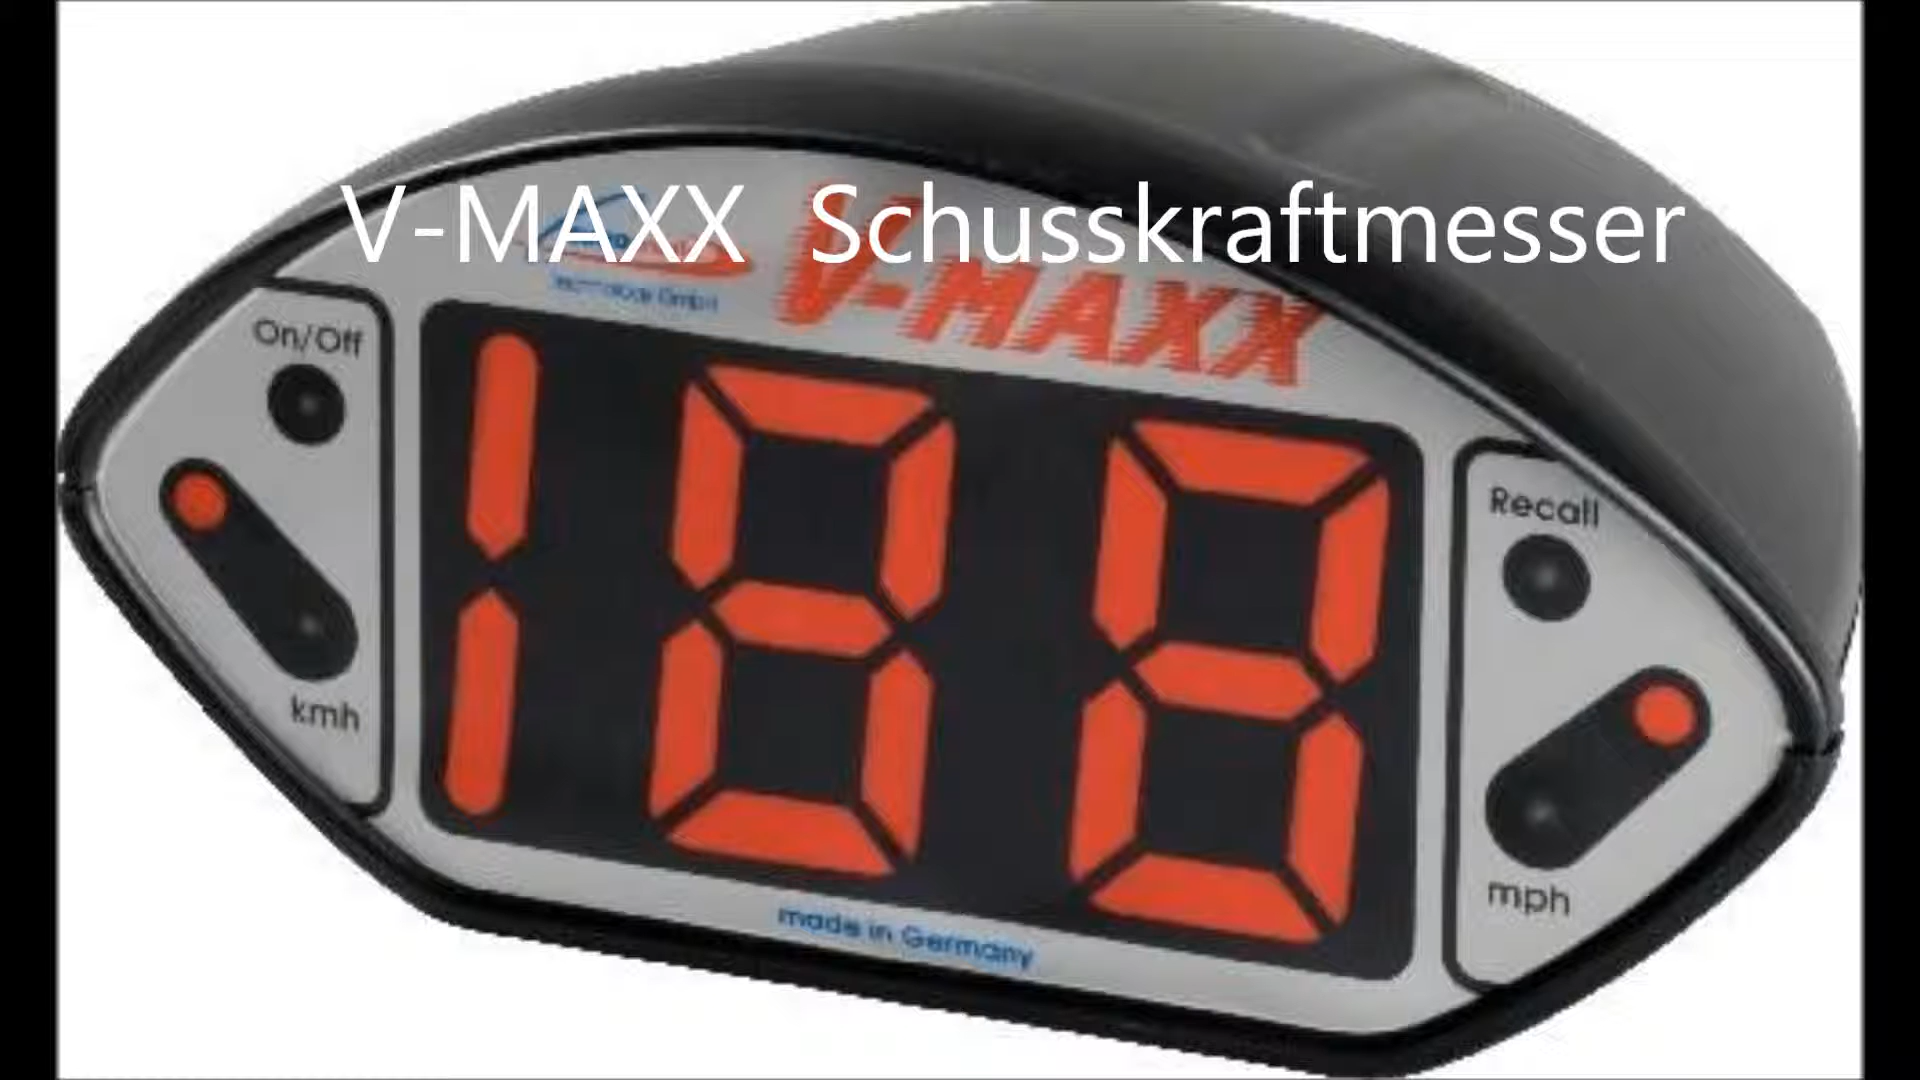 V-MAXX Schusskraftmesser
V-MAXX
On/Off
188
Recall
kmh
mph
made in Germany